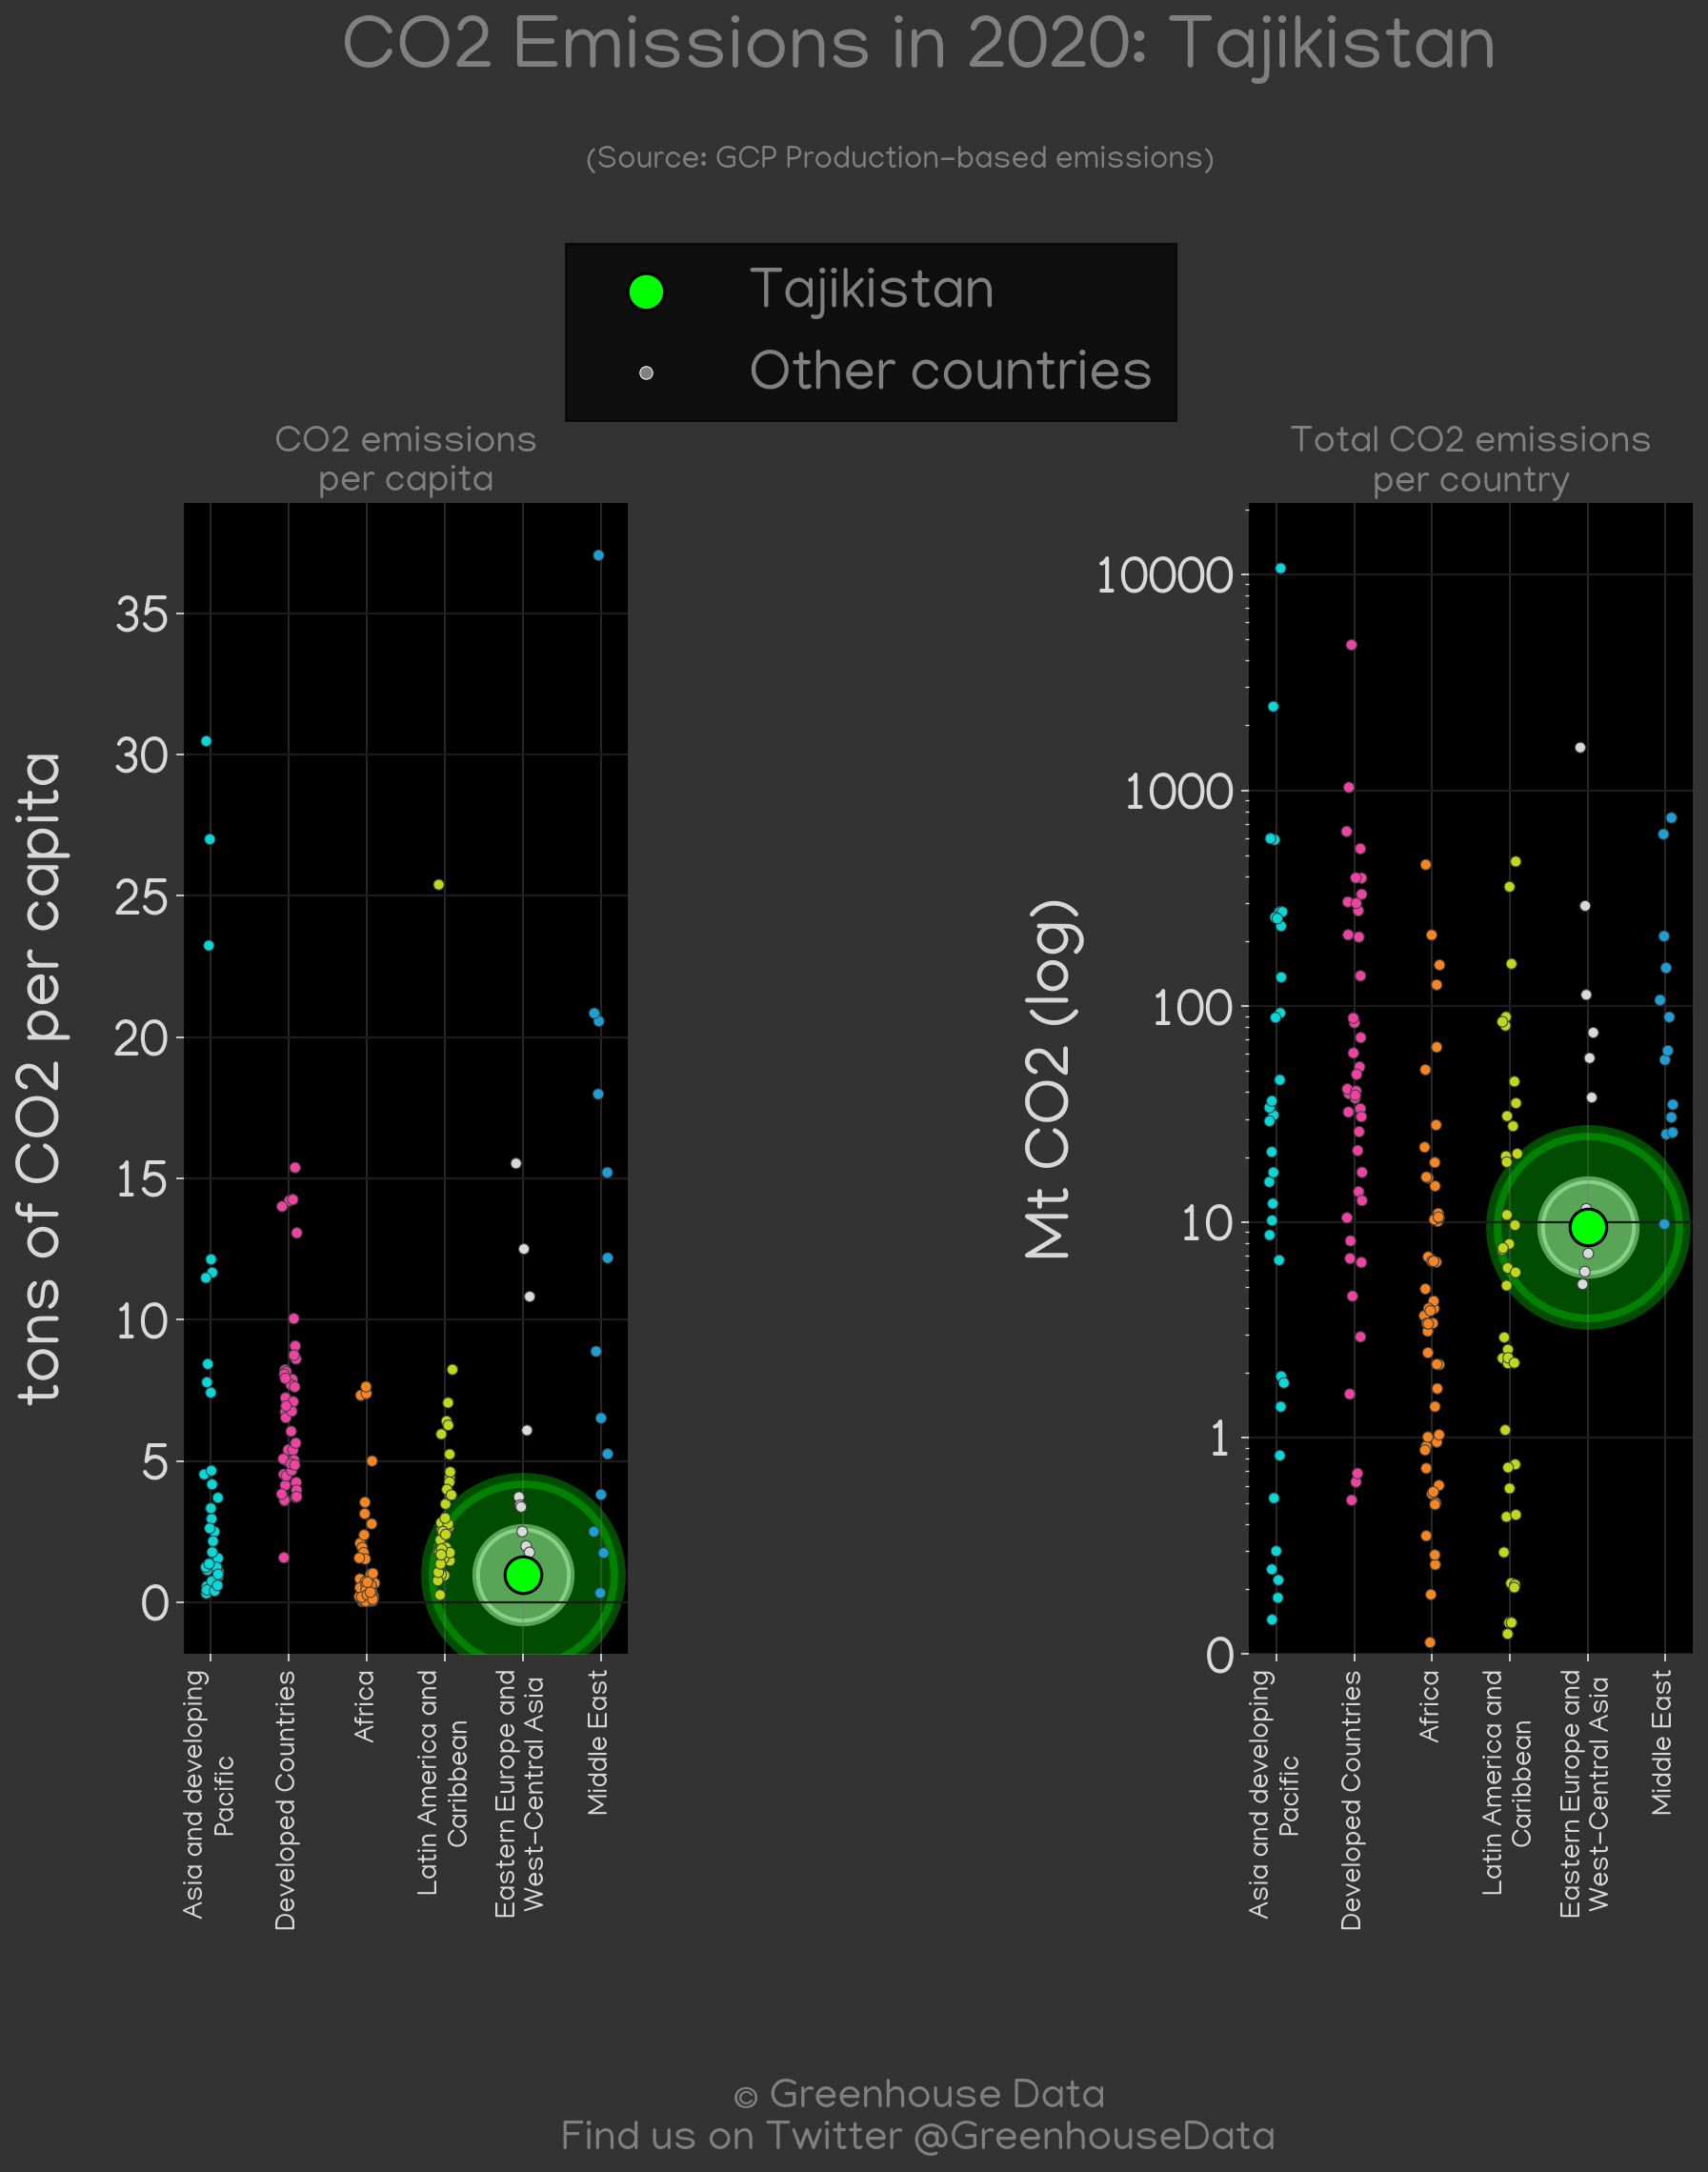 CO2 Emissions in 2020: Tajikistan
(Source: GCP Production-based emissions)
Tajikistan
Other countries
CO2 emissions
per capita
tons of CO2 per capita
35
30
25
20
15
10
5
0
Asia and developing
Pacific
Developed Countries
Africa
Latin America and
Caribbean
Eastern Europe and
West-Central Asia
Middle East
Total CO2 emissions
per country
Mt CO2 (log)
10000
1000
100
10
1
0
Asia and developing
Pacific
Developed Countries
Africa
Latin America and
Caribbean
Eastern Europe and
West-Central Asia
Middle East
© Greenhouse Data
Find us on Twitter @GreenhouseData